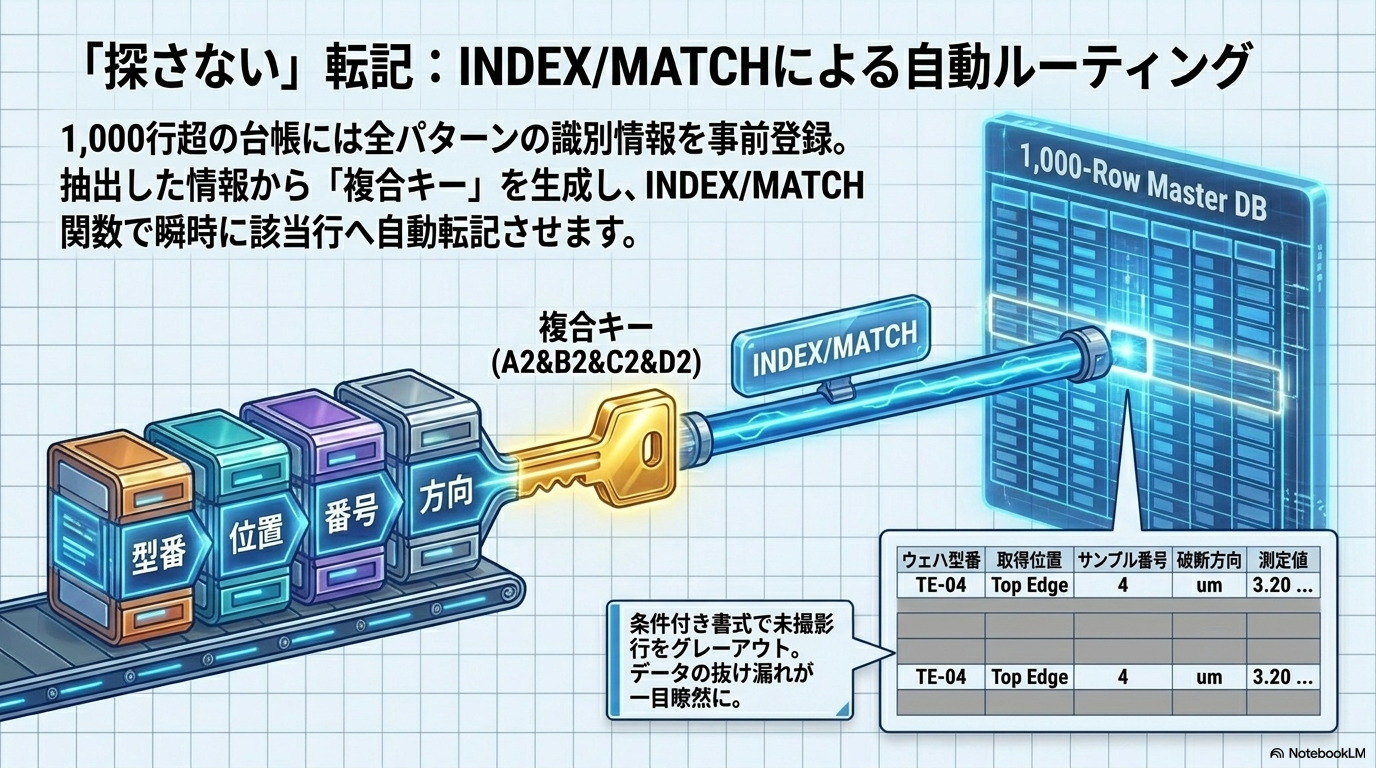 「探さない」転記：INDEX/MATCHによる自動ルーティング
1,000行超の台帳には全パターンの識別情報を事前登録。
抽出した情報から「複合キー」を生成し、INDEX/MATCH
関数で瞬時に該当行へ自動転記させます。
1,000-Row Master DB
複合キー
(A2&B2&C2&D2)
INDEX/MATCH
型番
位置
番号
方向
ウェハ型番 取得位置 サンプル番号 破断方向 測定値
TE-04 Top Edge 4 um 3.20 ...
TE-04 Top Edge 4 um 3.20 ...
条件付き書式で未撮影
行をグレーアウト。
データの抜け漏れが
一目瞭然に。
NotebookLM